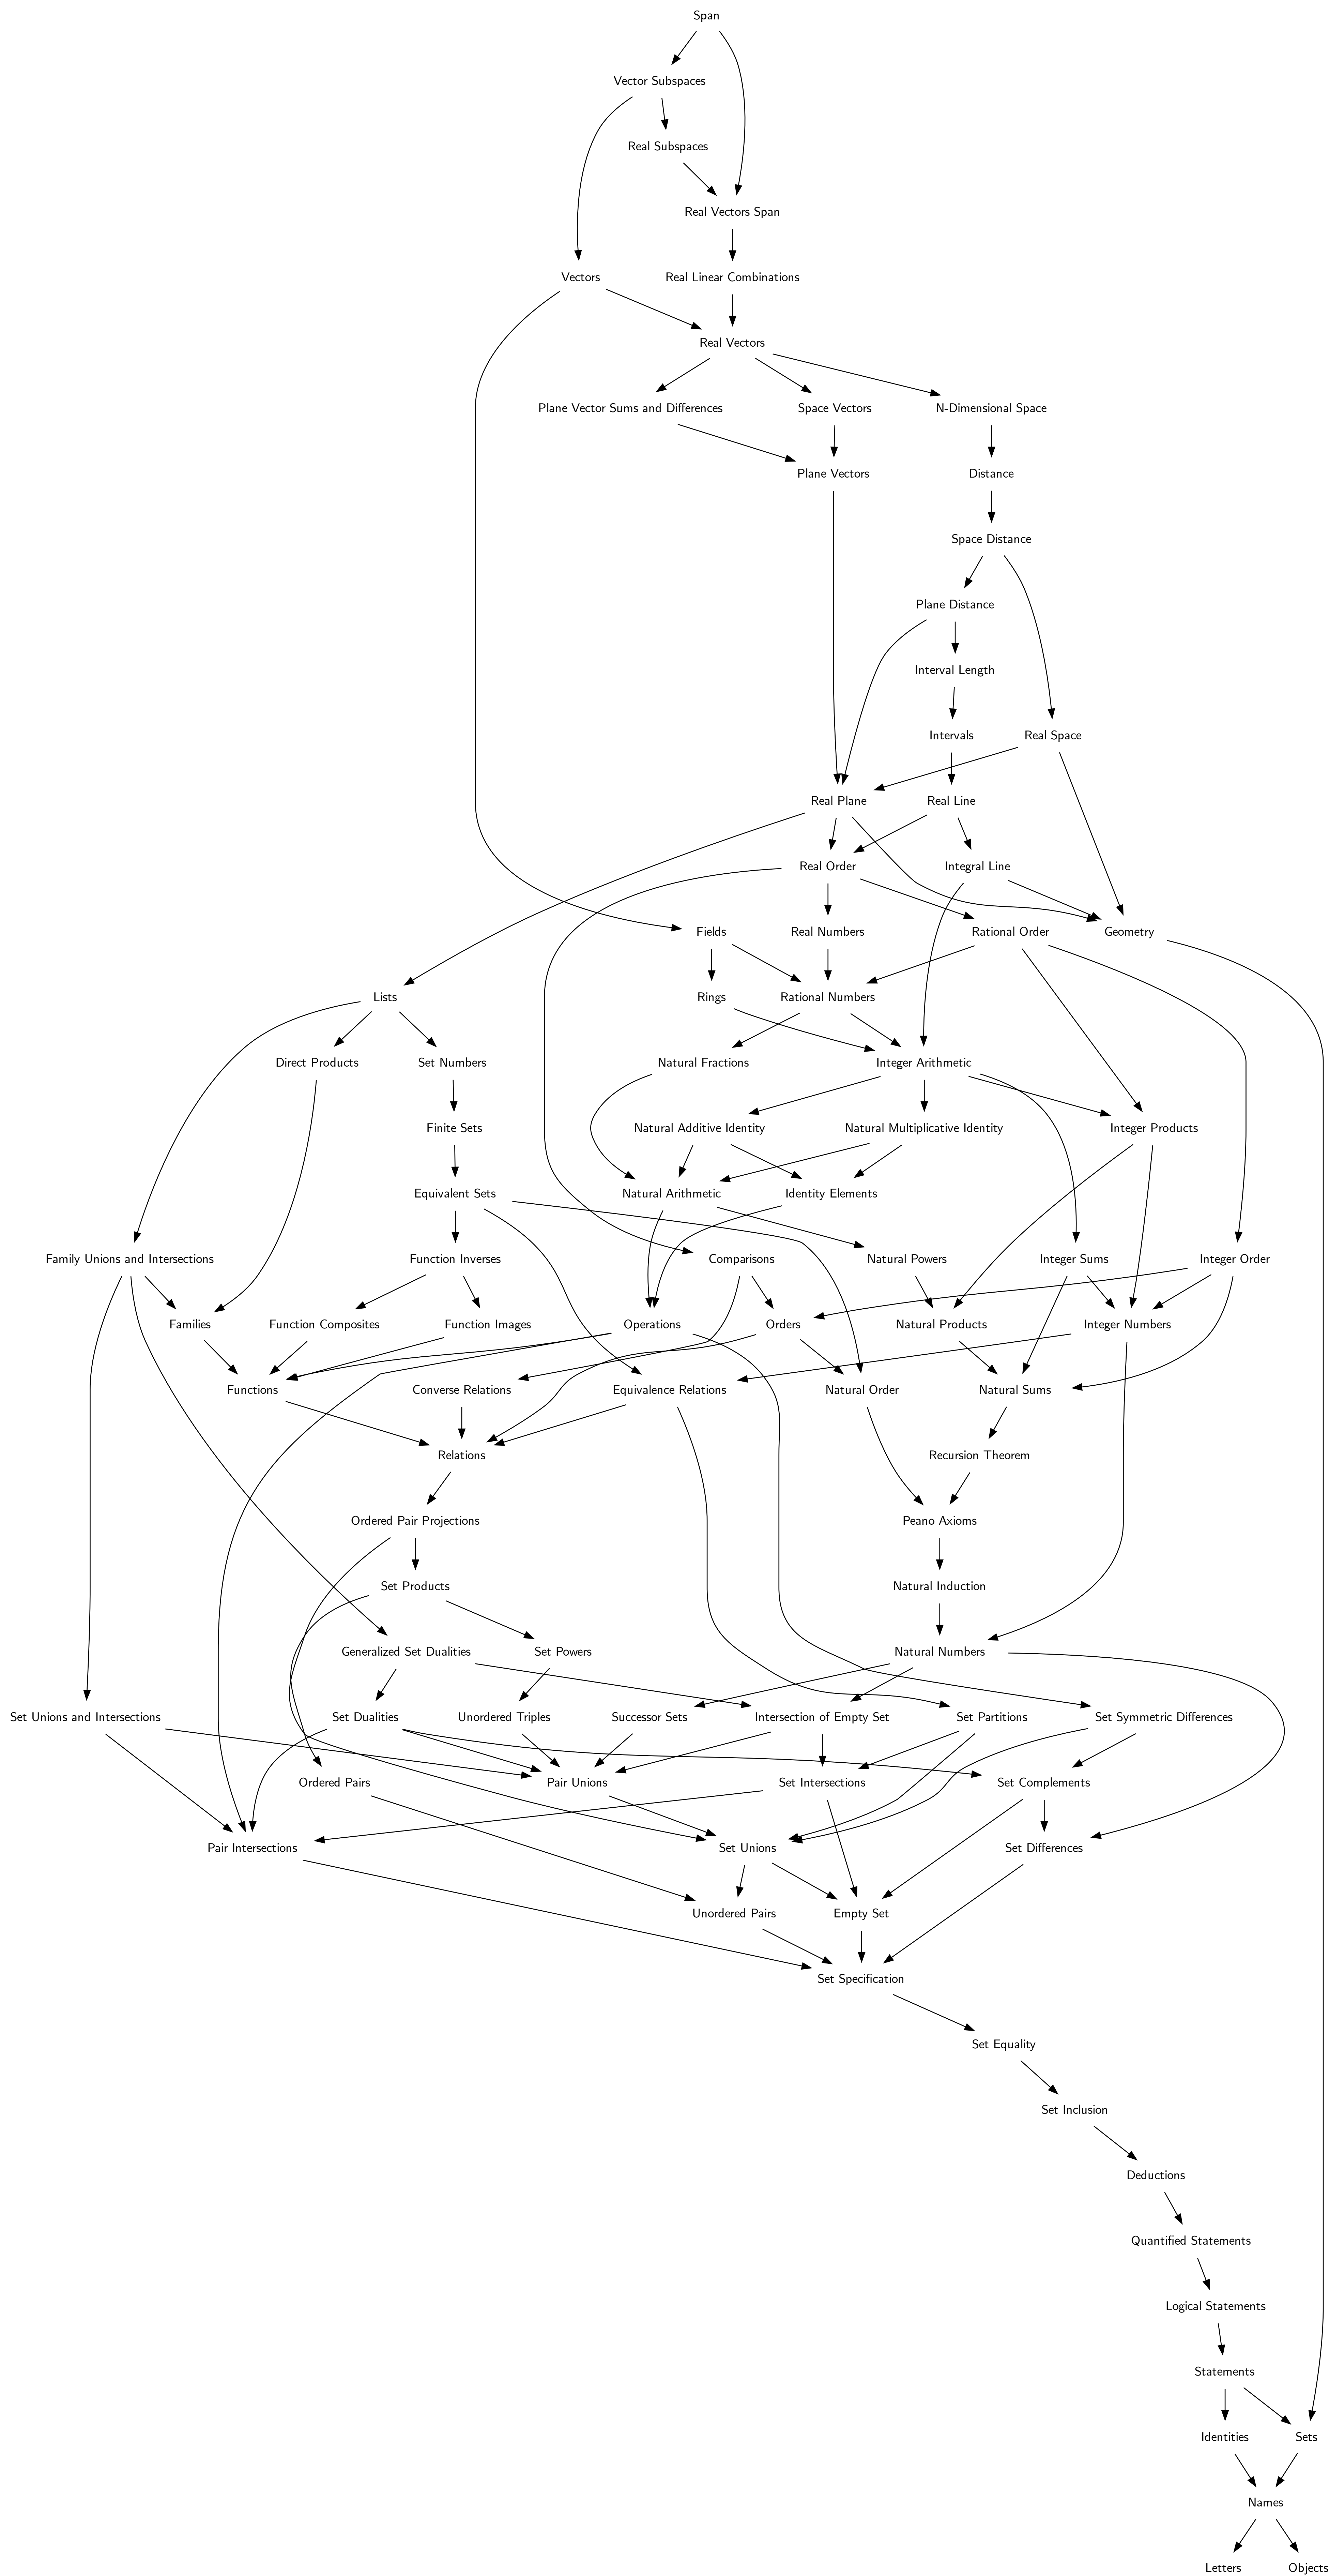 Span
Vector Subspaces
Real Subspaces
Real Vectors Span
Vectors
Real Linear Combinations
Real Vectors
Plane Vector Sums and Differences
Space Vectors
N-Dimensional Space
Plane Vectors
Distance
Space Distance
Plane Distance
Interval Length
Intervals
Real Space
Real Plane
Real Line
Real Order
Integral Line
Fields
Real Numbers
Rational Order
Geometry
Lists
Rings
Rational Numbers
Direct Products
Set Numbers
Natural Fractions
Integer Arithmetic
Finite Sets
Natural Additive Identity
Natural Multiplicative Identity
Integer Products
Equivalent Sets
Natural Arithmetic
Identity Elements
Family Unions and Intersections
Function Inverses
Comparisons
Natural Powers
Integer Sums
Integer Order
Families
Function Composites
Function Images
Operations
Orders
Natural Products
Integer Numbers
Functions
Converse Relations
Equivalence Relations
Natural Order
Natural Sums
Relations
Recursion Theorem
Ordered Pair Projections
Peano Axioms
Set Products
Natural Induction
Generalized Set Dualities
Set Powers
Natural Numbers
Set Unions and Intersections
Set Dualities
Unordered Triples
Successor Sets
Intersection of Empty Set
Set Partitions
Set Symmetric Differences
Ordered Pairs
Pair Unions
Set Intersections
Set Complements
Pair Intersections
Set Unions
Set Differences
Unordered Pairs
Empty Set
Set Specification
Set Equality
Set Inclusion
Deductions
Quantified Statements
Logical Statements
Statements
Identities
Sets
Names
Letters
Objects